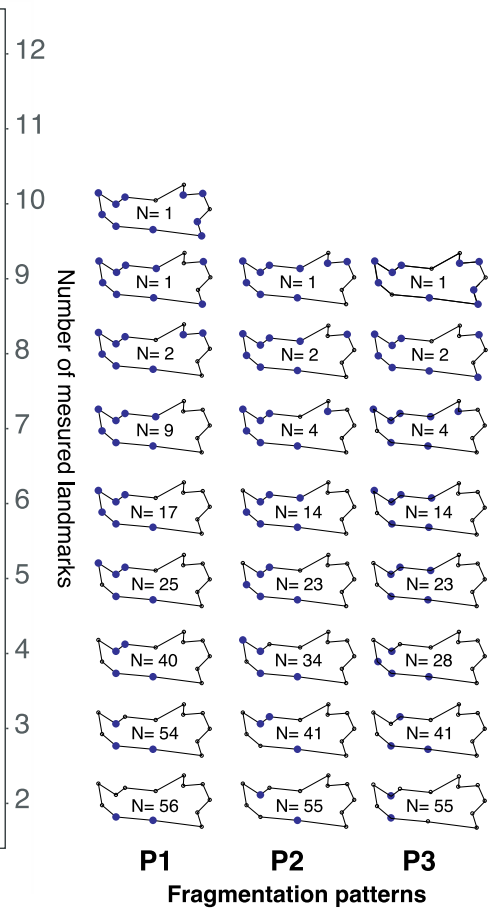 12
11
10
N= 1
9
N= 1
N= 1
N= 1
8
N= 2
N= 2
N= 2
7
N= 9
N= 4
N= 4
6
N= 17
N= 14
N= 14
5
N= 25
N= 23
N= 23
4
N= 40
N= 34
N= 28
3
N= 54
N= 41
N= 41
2
N= 56
N= 55
N= 55
Number of mesured landmarks
P1 P2 P3
Fragmentation patterns